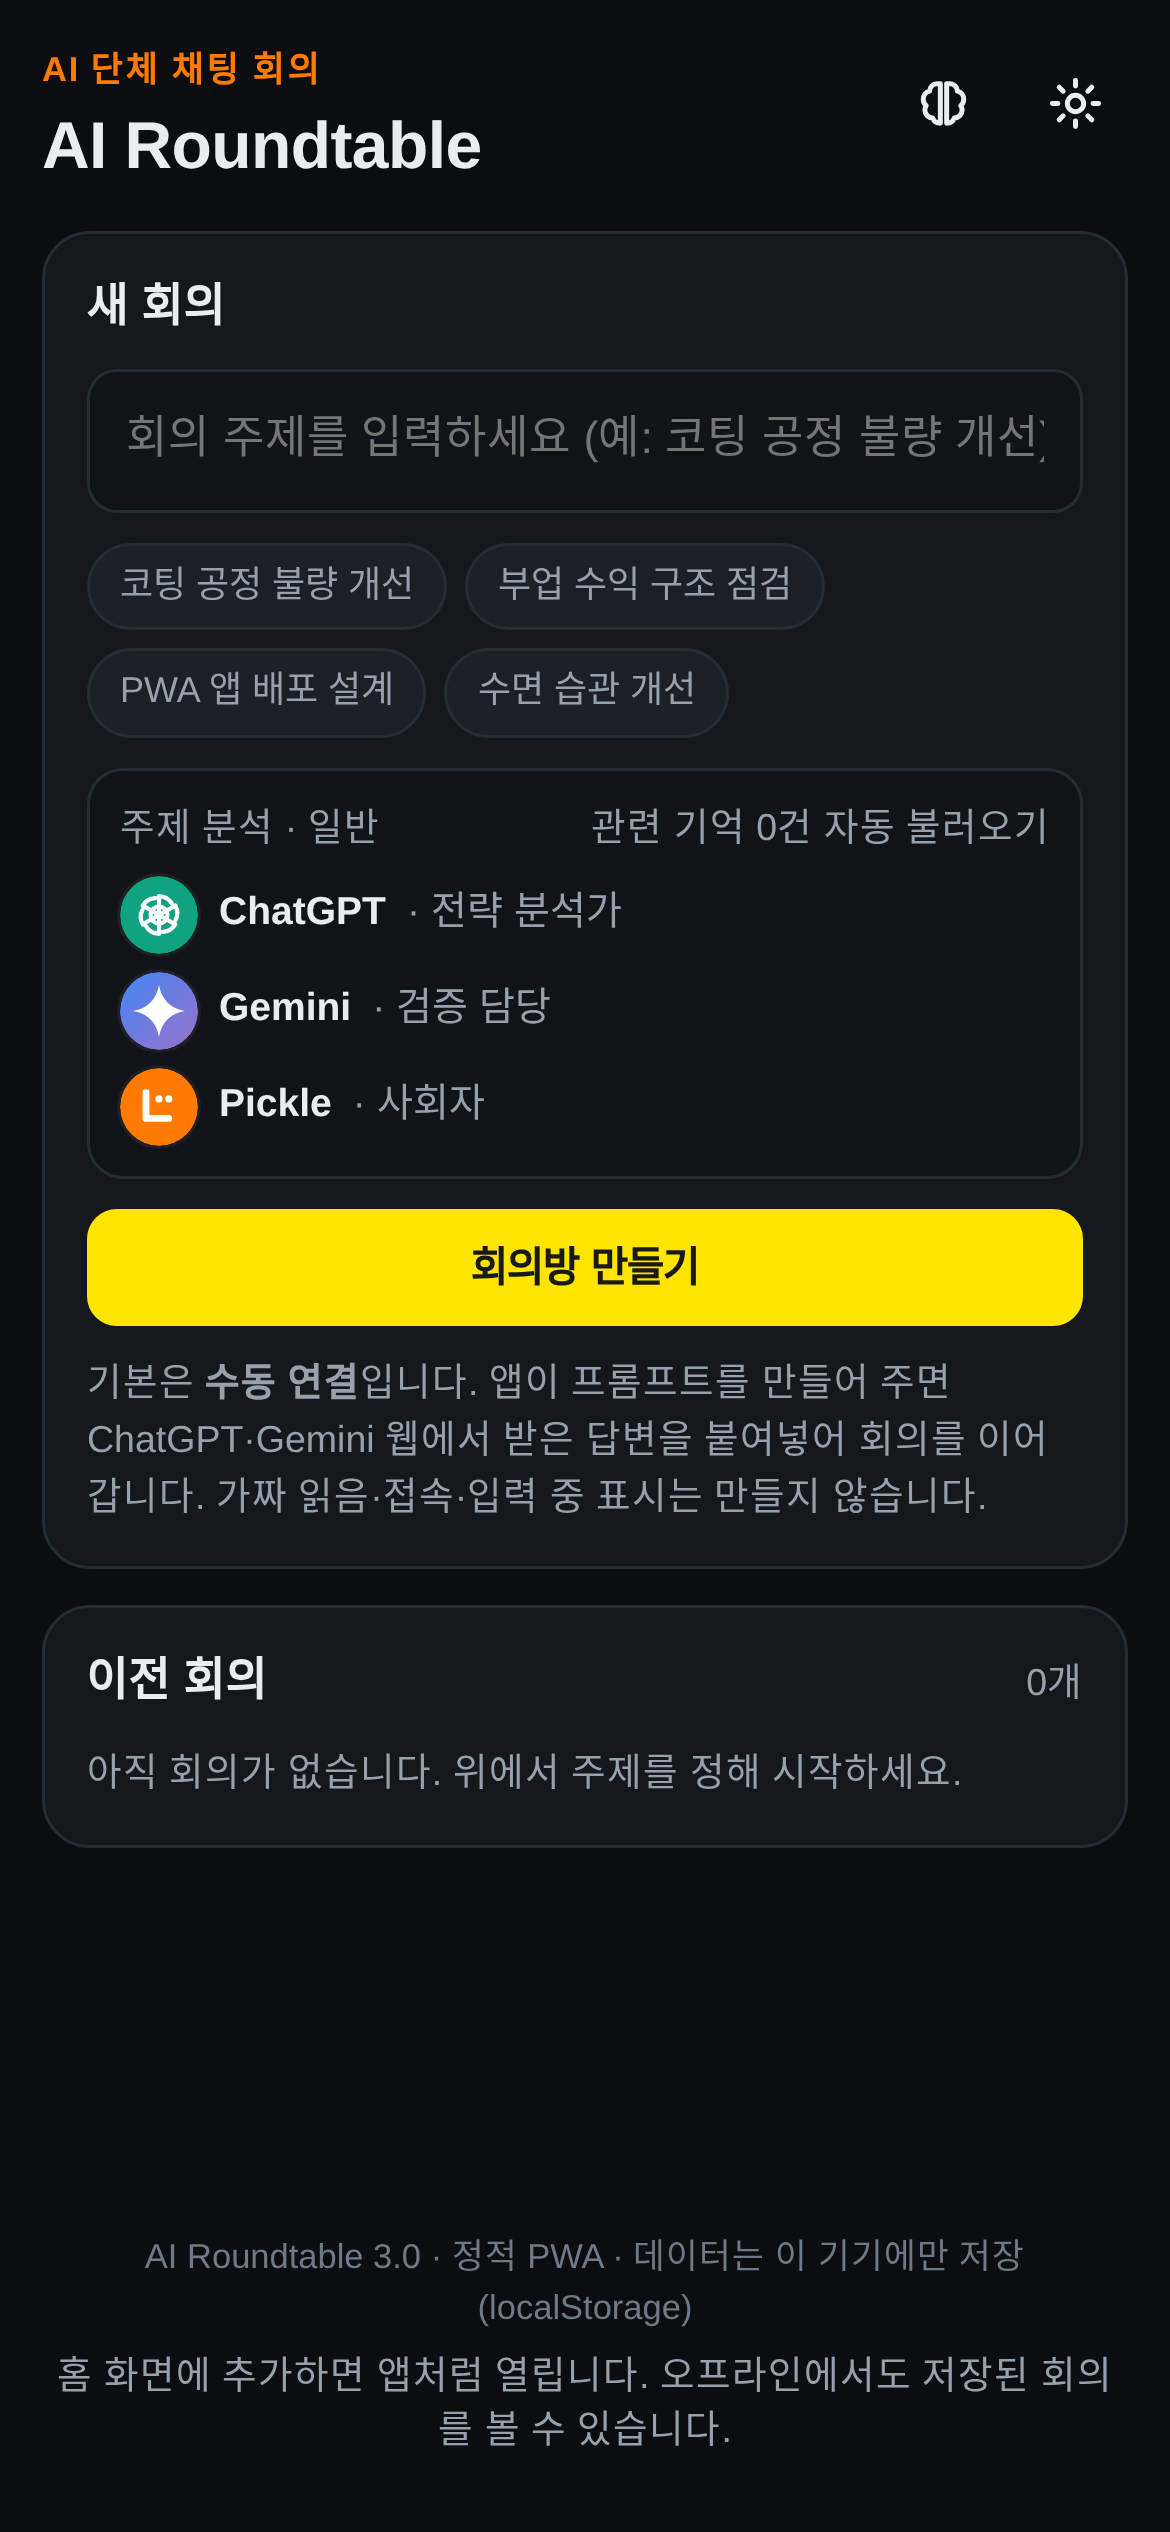 AI 단체 채팅 회의
AI Roundtable
새 회의
회의 주제를 입력하세요 (예: 코팅 공정 불량 개선)
코팅 공정 불량 개선
부업 수익 구조 점검
PWA 앱 배포 설계
수면 습관 개선
주제 분석 · 일반
관련 기억 0건 자동 불러오기
ChatGPT · 전략 분석가
Gemini · 검증 담당
Pickle · 사회자
회의방 만들기
기본은 수동 연결입니다. 앱이 프롬프트를 만들어 주면
ChatGPT·Gemini 웹에서 받은 답변을 붙여넣어 회의를 이어
갑니다. 가짜 읽음·접속·입력 중 표시는 만들지 않습니다.
이전 회의
0개
아직 회의가 없습니다. 위에서 주제를 정해 시작하세요.
AI Roundtable 3.0 · 정적 PWA · 데이터는 이 기기에만 저장
(localStorage)
홈 화면에 추가하면 앱처럼 열립니다. 오프라인에서도 저장된 회의
를 볼 수 있습니다.